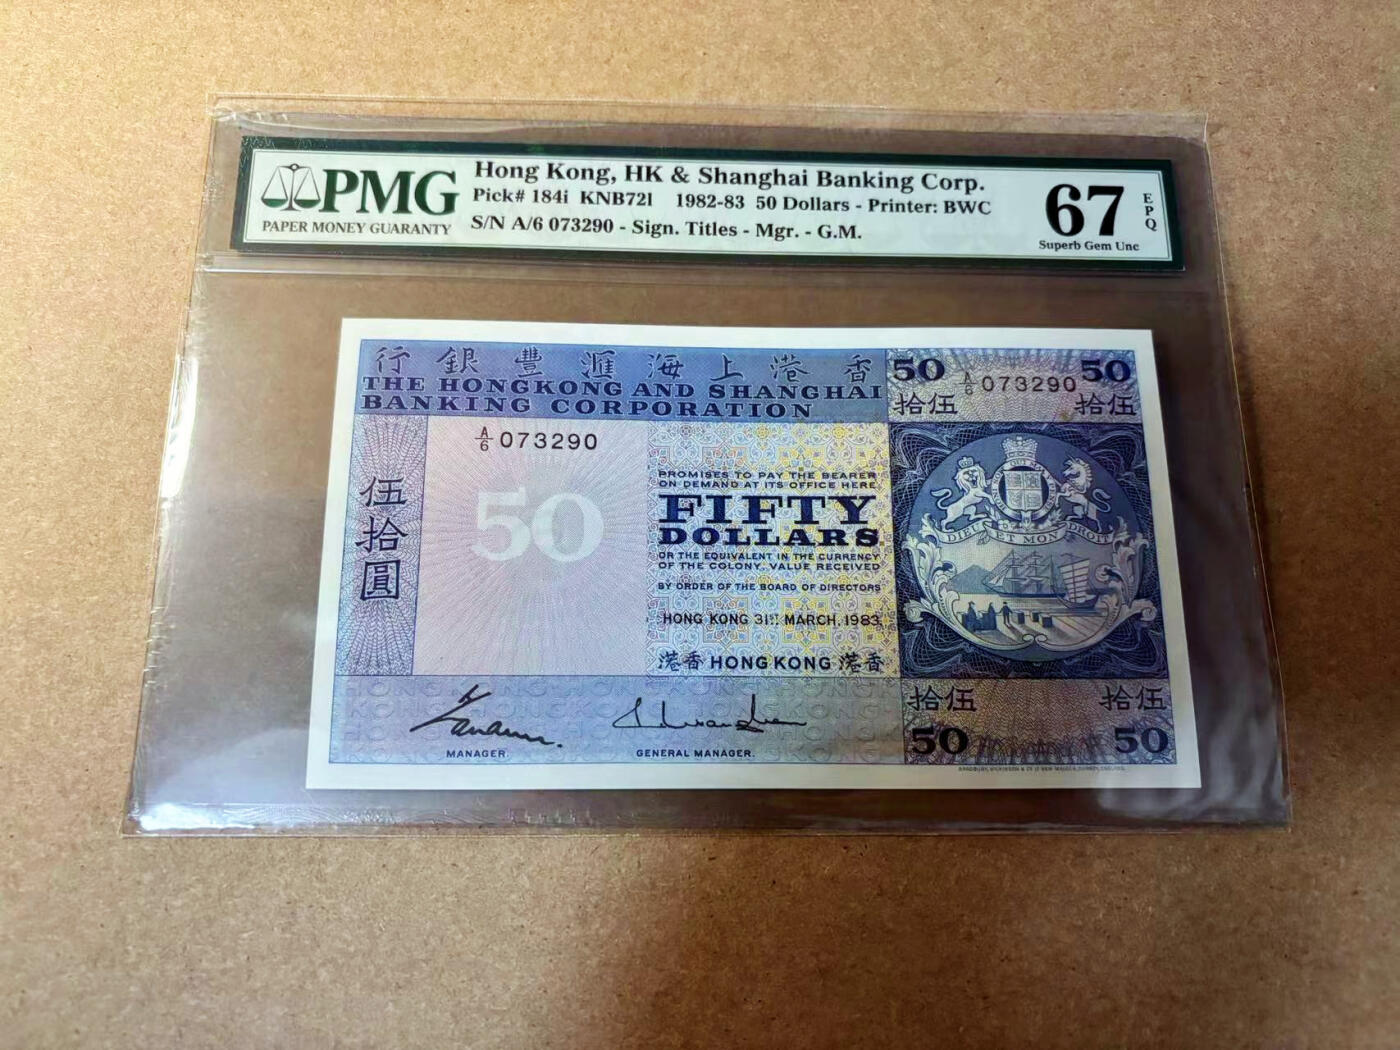 PMG
PAPER MONEY GUARANTY
Hong Kong, HK & Shanghai Banking Corp.
Pick# 184i KNB72l 1982-83 50 Dollars - Printer: BWC
S/N A/6 073290 - Sign. Titles - Mgr. - G.M.
67
EPQ
Superb Gem Unc
行銀豐滙海上港香
THE HONGKONG AND SHANGHAI
BANKING CORPORATION
50 A/6 073290 50
拾伍 拾伍
A/6 073290
伍拾圓
50
PROMISES TO PAY THE BEARER
ON DEMAND AT ITS OFFICE HERE
FIFTY
DOLLARS
OR THE EQUIVALENT IN THE CURRENCY
OF THE COLONY, VALUE RECEIVED
BY ORDER OF THE BOARD OF DIRECTORS
HONG KONG 31ST MARCH, 1983
港香 HONG KONG 港香
DIEU ET MON DROIT
MANAGER.
GENERAL MANAGER.
拾伍 拾伍
50 50
BRADBURY, WILKINSON & CO